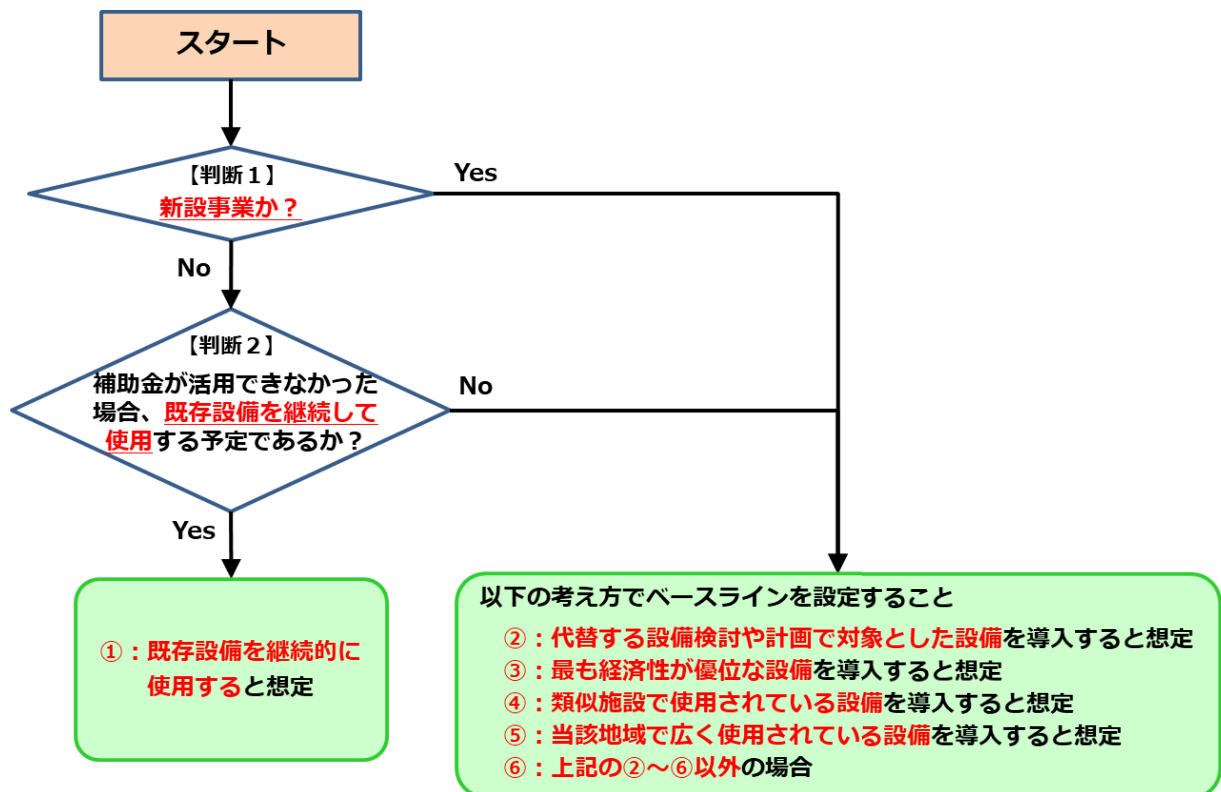 スタート
【判断１】
新設事業か？
Yes
No
【判断２】
補助金が活用できなかった
場合、既存設備を継続して
使用する予定であるか？
No
Yes
①：既存設備を継続的に
使用すると想定
以下の考え方でベースラインを設定すること
②：代替する設備検討や計画で対象とした設備を導入すると想定
③：最も経済性が優位な設備を導入すると想定
④：類似施設で使用されている設備を導入すると想定
⑤：当該地域で広く使用されている設備を導入すると想定
⑥：上記の②～⑥以外の場合